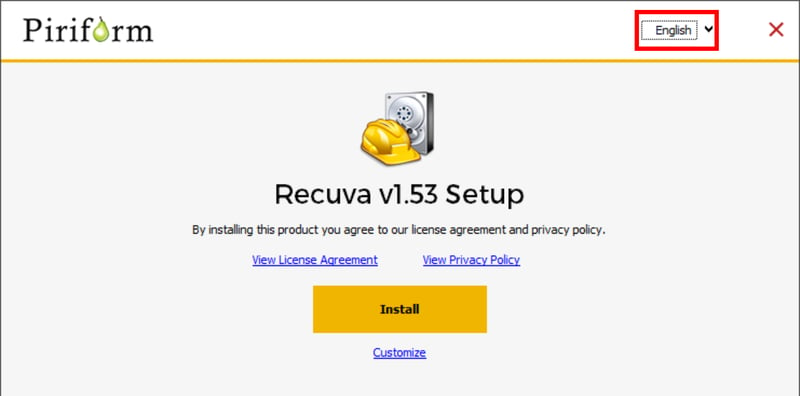 Piriform
English
Recuva v1.53 Setup
By installing this product you agree to our license agreement and privacy policy.
View License Agreement View Privacy Policy
Install
Customize